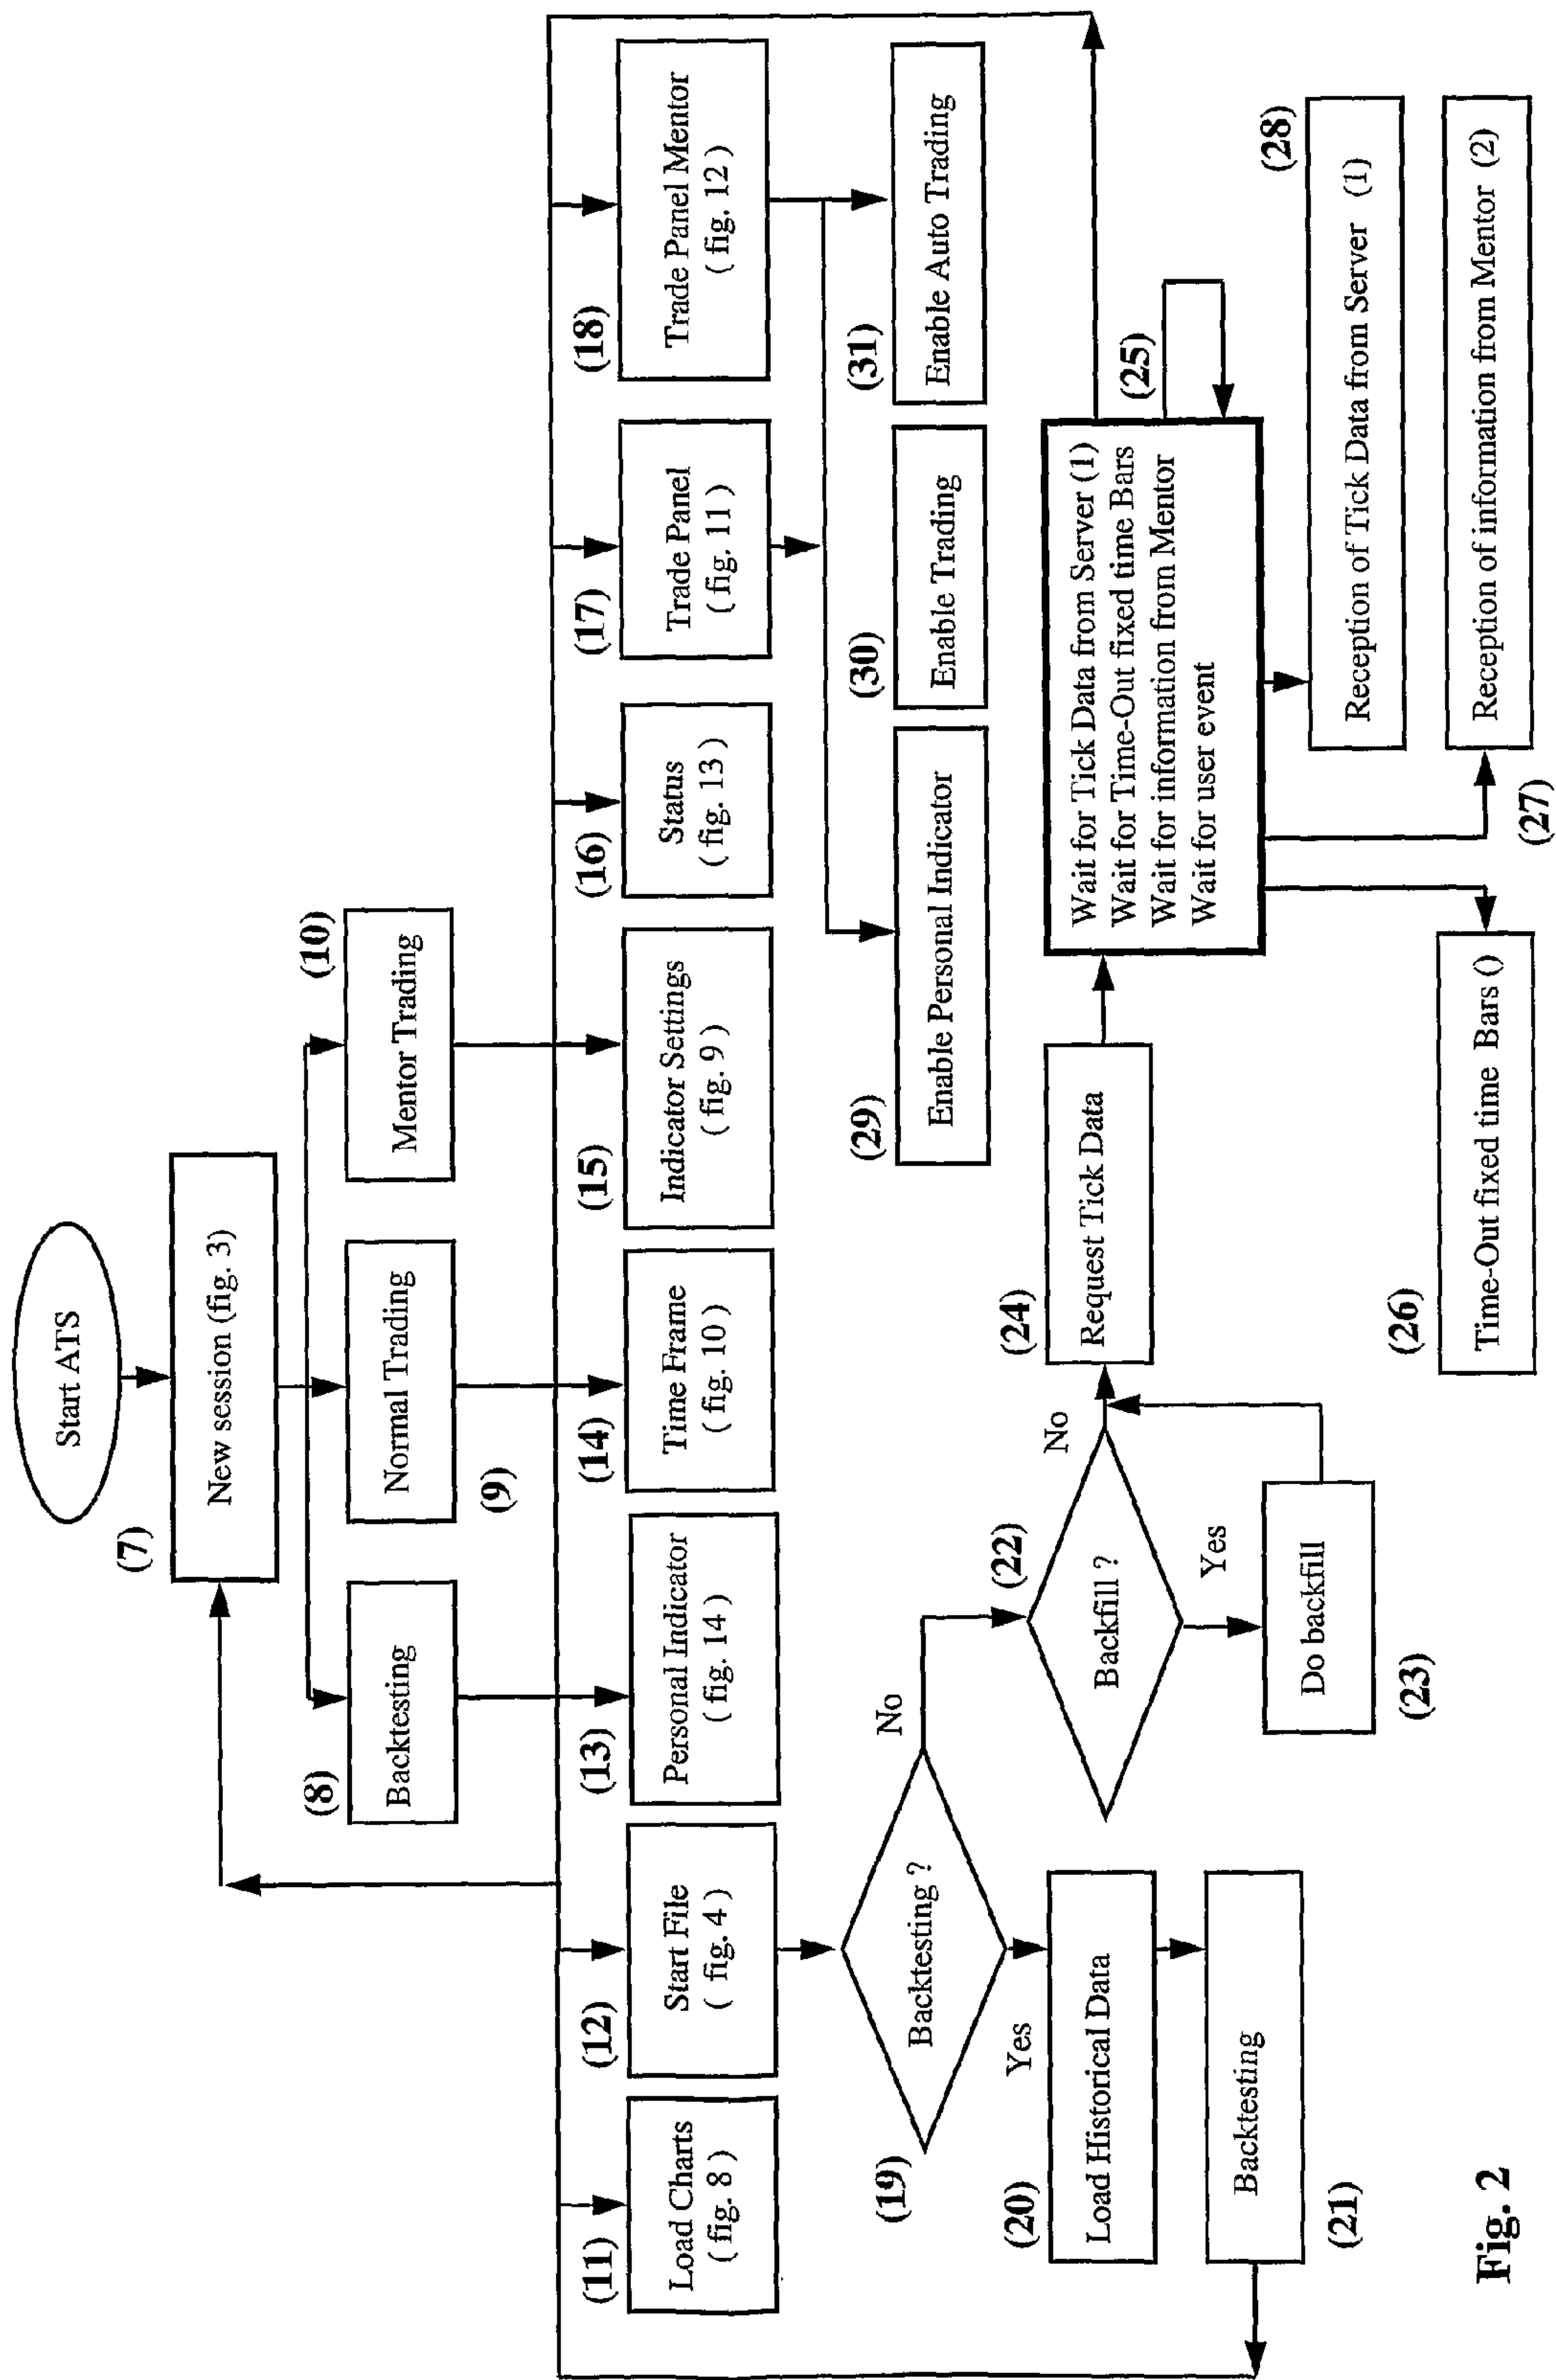 Start ATS
(7)
New session (fig. 3)
(8)
Backtesting
Normal Trading
(9)
(10)
Mentor Trading
(11)
Load Charts
( fig. 8 )
(12)
Start File
( fig. 4 )
(13)
Personal Indicator
( fig. 14 )
(14)
Time Frame
( fig. 10 )
(15)
Indicator Settings
( fig. 9 )
(16)
Status
( fig. 13 )
(17)
Trade Panel
( fig. 11 )
(18)
Trade Panel Mentor
( fig. 12 )
(19)
Backtesting ?
No
Yes
(20)
Load Historical Data
Backtesting
(21)
(22)
Backfill ?
No
Yes
Do backfill
(23)
(24)
Request Tick Data
(29)
Enable Personal Indicator
(30)
Enable Trading
(31)
Enable Auto Trading
Wait for Tick Data from Server (1)
Wait for Time-Out fixed time Bars
Wait for information from Mentor
Wait for user event
(25)
(26)
Time-Out fixed time Bars ()
(28)
Reception of Tick Data from Server (1)
Reception of information from Mentor (2)
(27)
Fig. 2